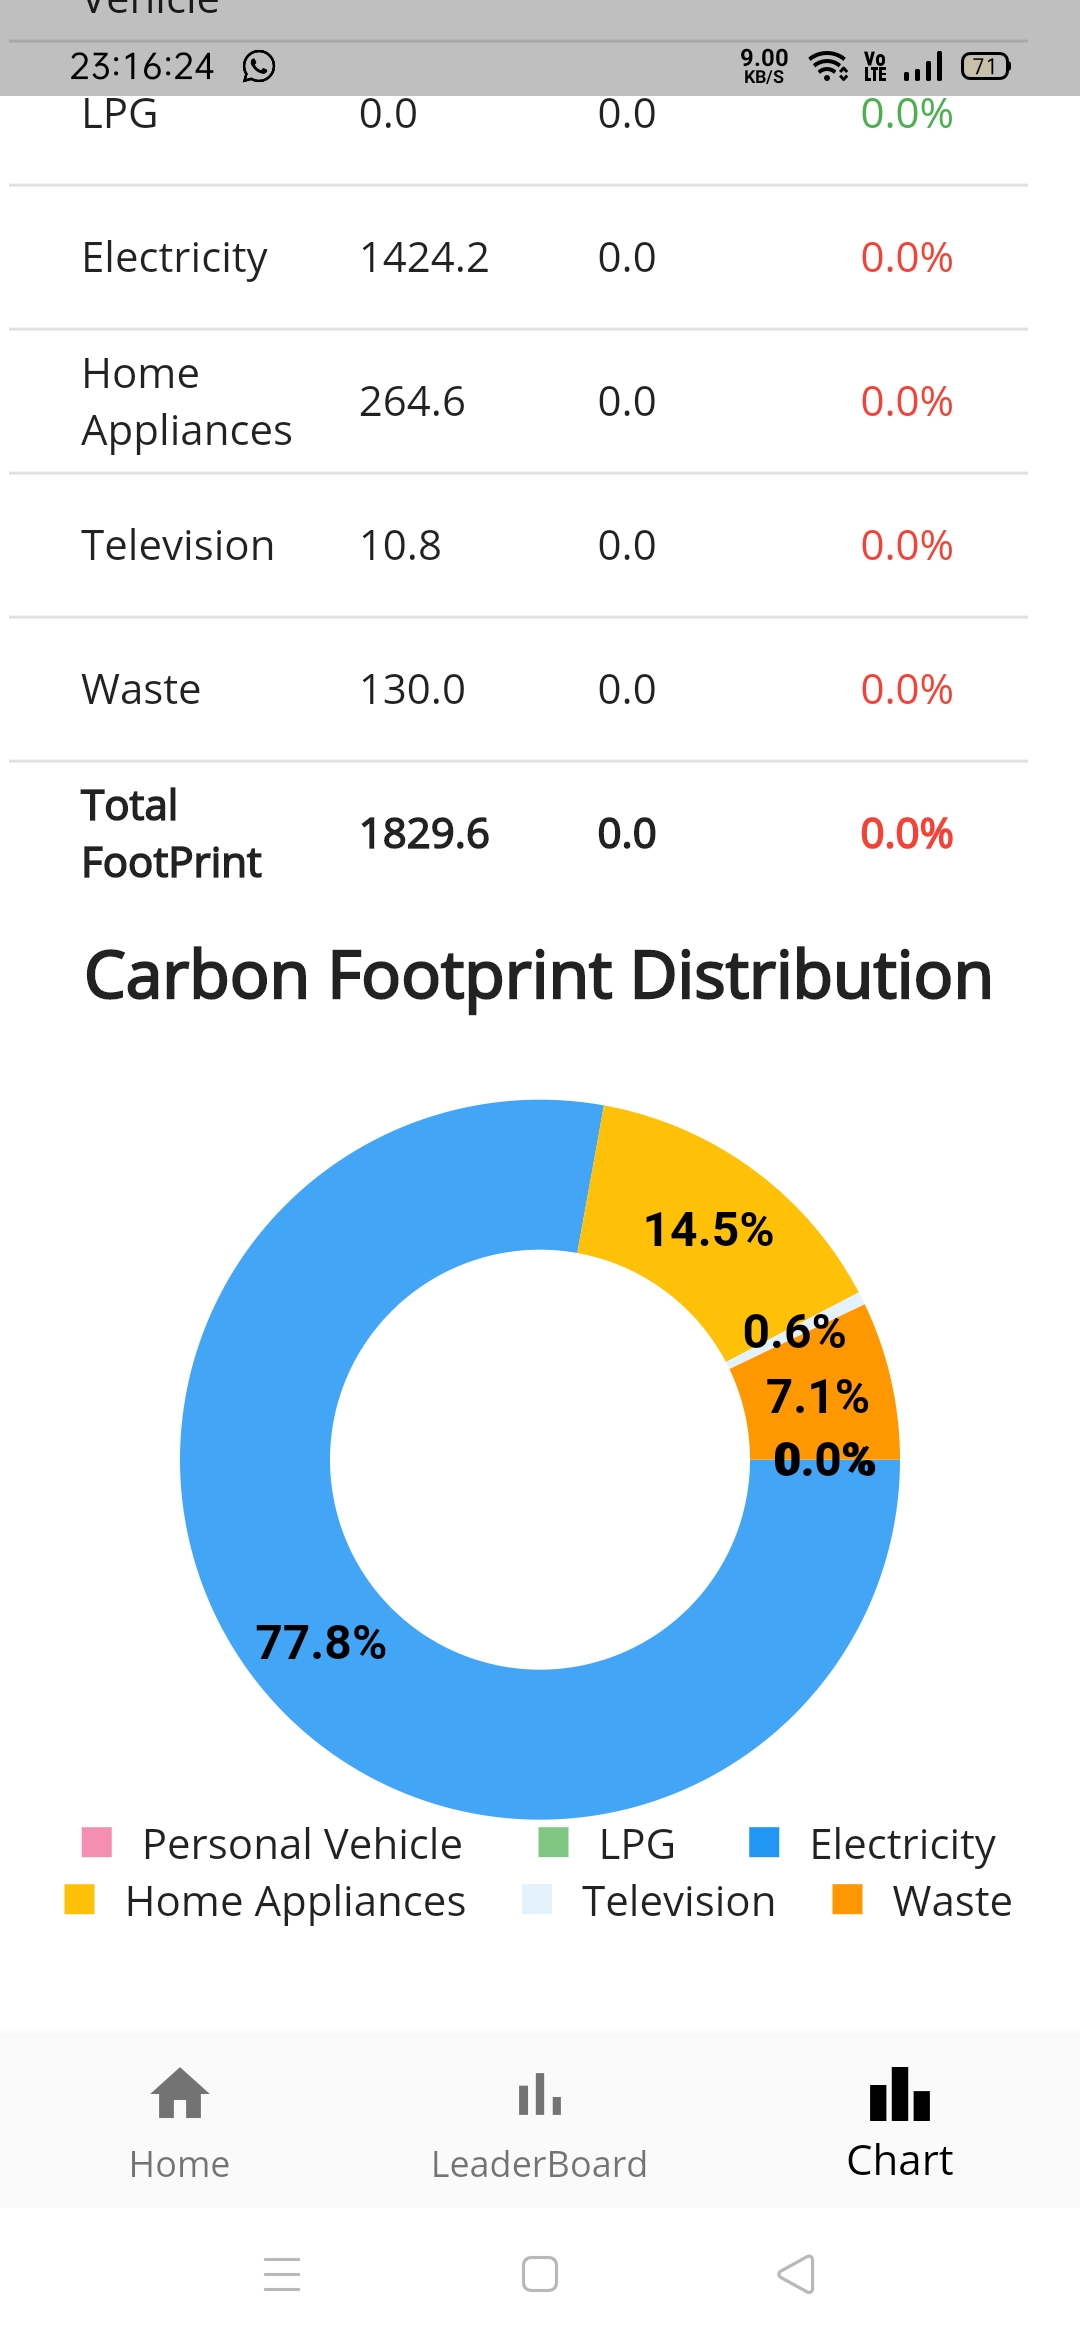 Vehicle
23:16:24 9.00 KB/S Vo LTE 71
LPG 0.0 0.0 0.0%
Electricity 1424.2 0.0 0.0%
Home Appliances 264.6 0.0 0.0%
Television 10.8 0.0 0.0%
Waste 130.0 0.0 0.0%
Total FootPrint 1829.6 0.0 0.0%
Carbon Footprint Distribution
14.5%
0.6%
7.1%
0.0%
77.8%
Personal Vehicle LPG Electricity
Home Appliances Television Waste
Home LeaderBoard Chart